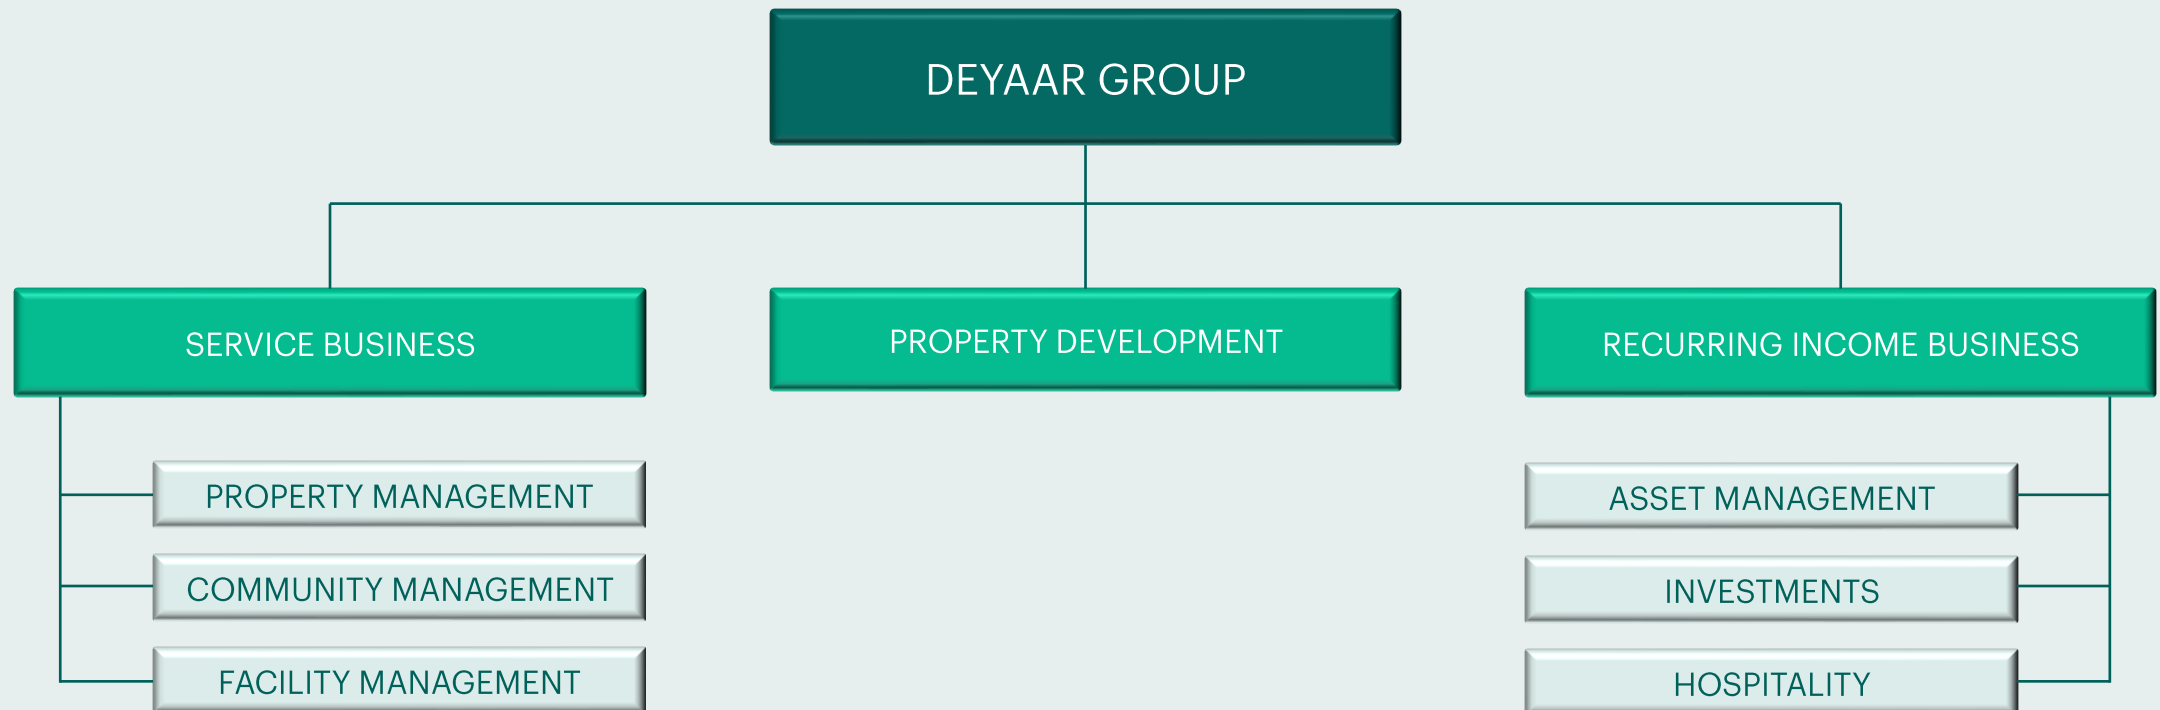 DEYAAR GROUP
SERVICE BUSINESS
PROPERTY DEVELOPMENT
RECURRING INCOME BUSINESS
PROPERTY MANAGEMENT
COMMUNITY MANAGEMENT
FACILITY MANAGEMENT
ASSET MANAGEMENT
INVESTMENTS
HOSPITALITY